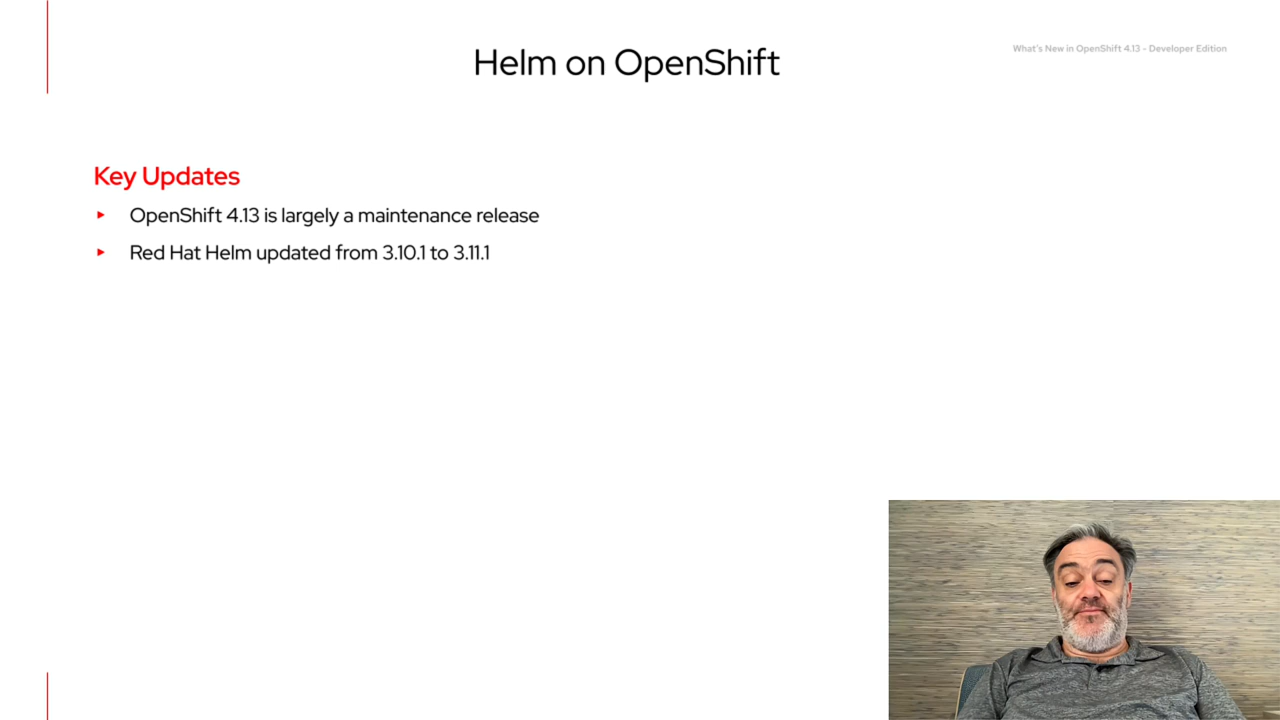 Helm on OpenShift
What's New in OpenShift 4.13 - Developer Edition
Key Updates
OpenShift 4.13 is largely a maintenance release
Red Hat Helm updated from 3.10.1 to 3.11.1